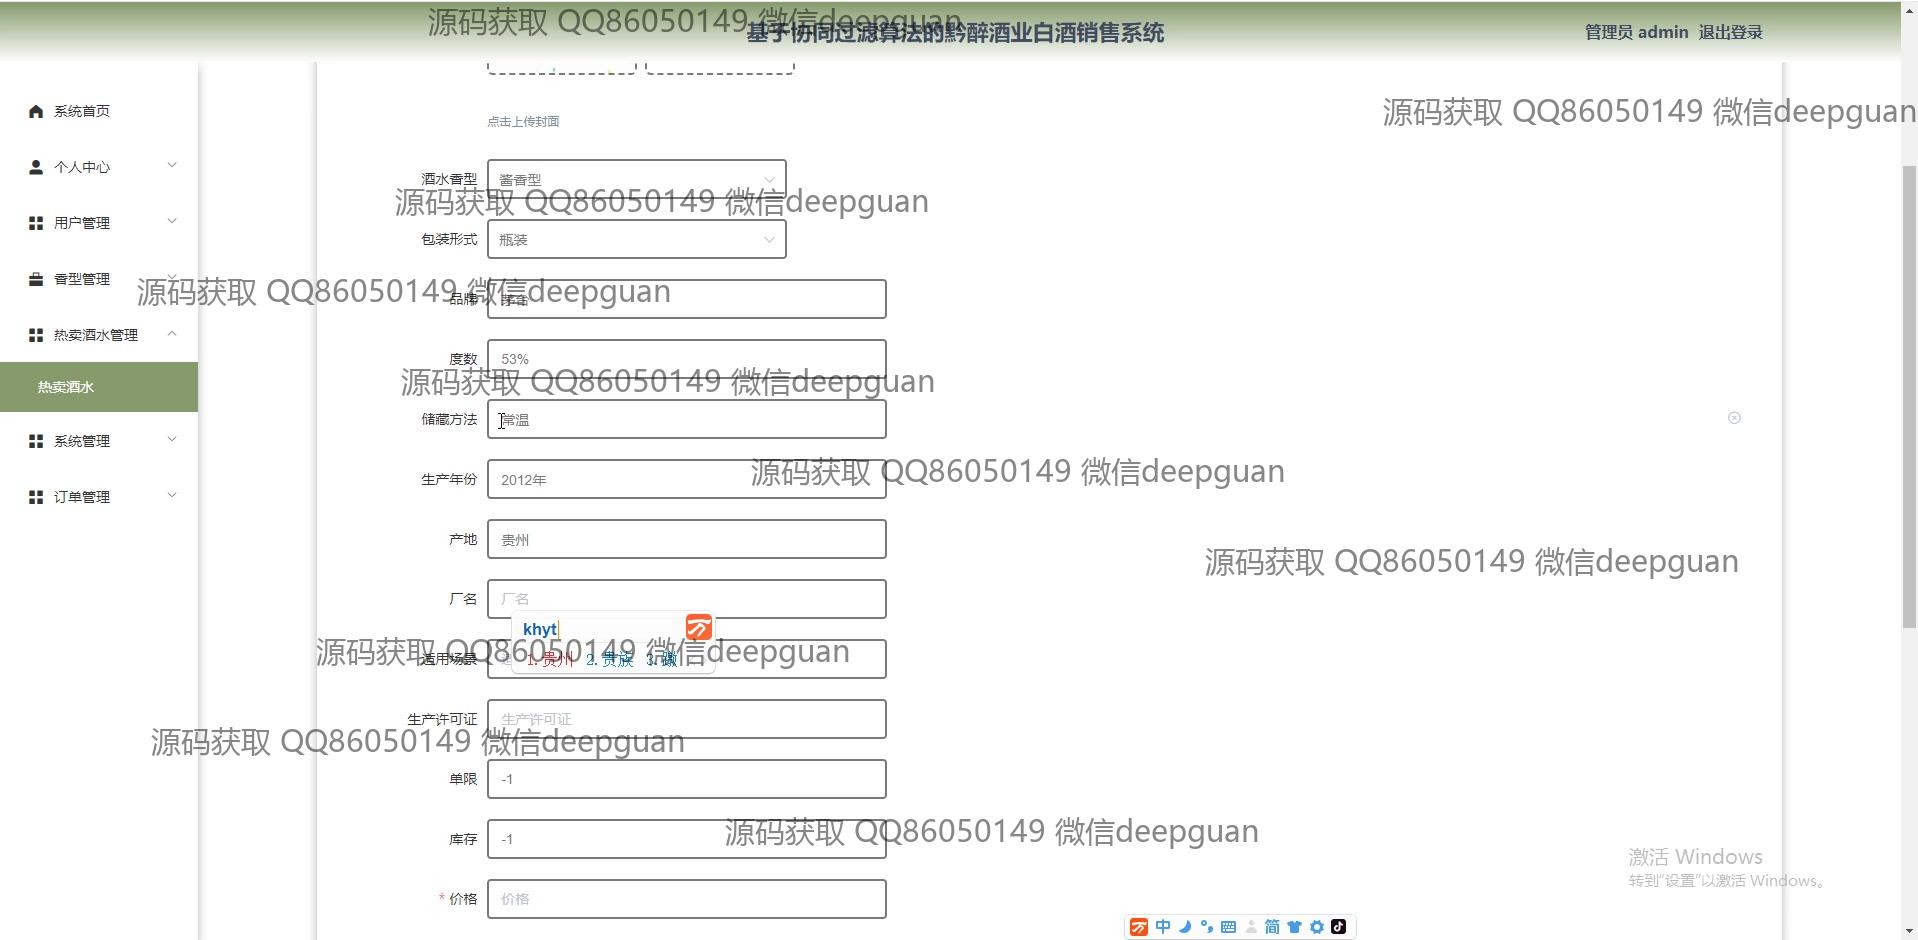 源码获取 QQ86050149 微信deepguan
基于协同过滤算法的黔醉酒业白酒销售系统
管理员 admin 退出登录
系统首页
点击上传封面
源码获取 QQ86050149 微信deepguan
个人中心
酒水香型 酱香型
源码获取 QQ86050149 微信deepguan
用户管理
包装形式 瓶装
香型管理
源码获取 QQ86050149 微信deepguan
品牌 茅台
热卖酒水管理
度数 53%
源码获取 QQ86050149 微信deepguan
热卖酒水
储藏方法 常温
系统管理
源码获取 QQ86050149 微信deepguan
生产年份 2012年
订单管理
产地 贵州
源码获取 QQ86050149 微信deepguan
厂名 厂名
khyt
源码获取 QQ86050149 微信deepguan
适用场景
1.贵州 2.贵族 3.蹶
生产许可证 生产许可证
源码获取 QQ86050149 微信deepguan
单限 -1
源码获取 QQ86050149 微信deepguan
库存 -1
激活 Windows
转到"设置"以激活 Windows。
* 价格 价格
中 简